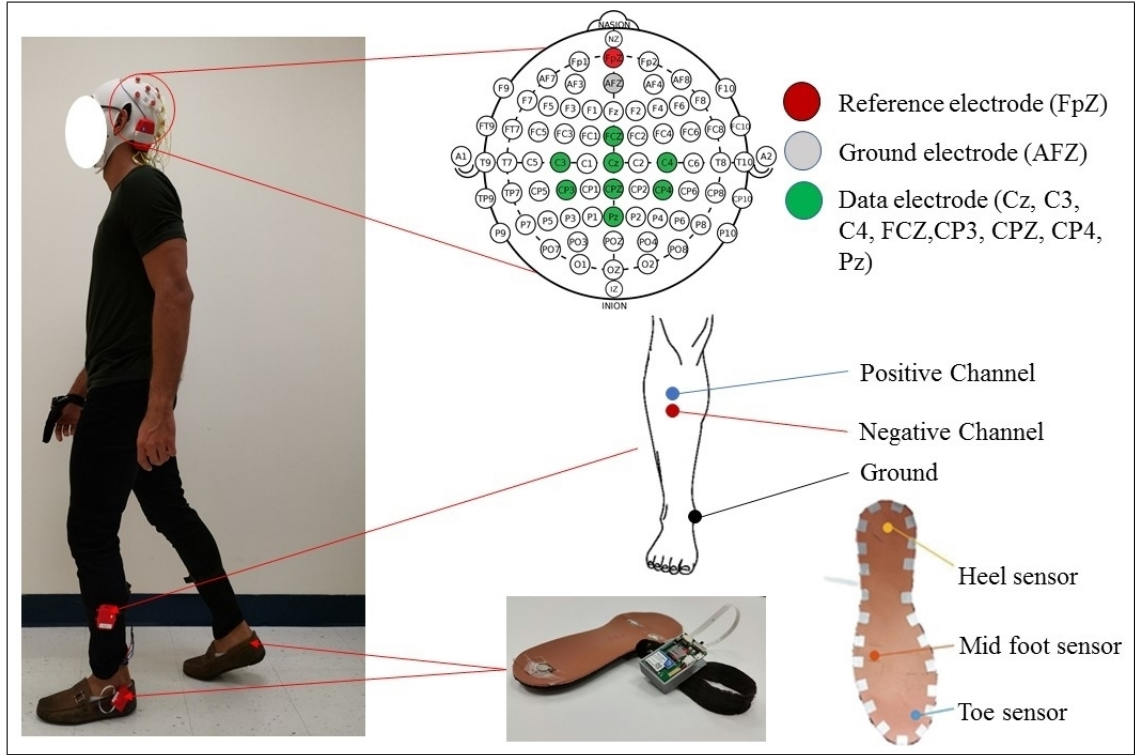 NASION
NZ
Fp1 FpZ Fp2
AF7 AF3 AFZ AF4 AF8
F9 F7 F5 F3 F1 Fz F2 F4 F6 F8 F10
FT9 FT7 FC5 FC3 FC1 FCZ FC2 FC4 FC6 FC8 FC10
A1 T9 T7 C5 C3 C1 Cz C2 C4 C6 T8 T10 A2
TP9 TP7 CP5 CP3 CP1 CPZ CP2 CP4 CP6 CP8 CP10
P9 P7 P5 P3 P1 Pz P2 P4 P6 P8 P10
PO7 PO3 POZ PO4 PO8
O1 OZ O2
IZ
INION
Reference electrode (FpZ)
Ground electrode (AFZ)
Data electrode (Cz, C3,
C4, FCZ,CP3, CPZ, CP4,
Pz)
Positive Channel
Negative Channel
Ground
Heel sensor
Mid foot sensor
Toe sensor